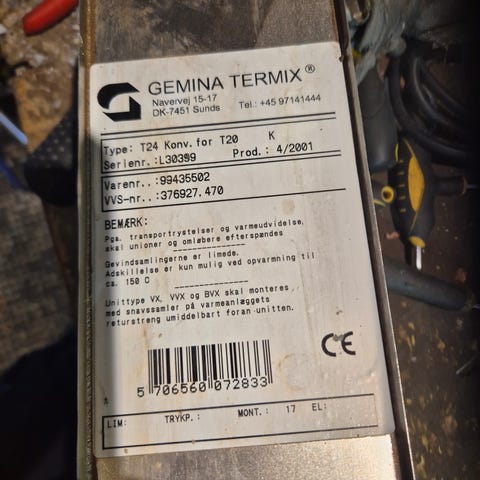 GEMINA TERMIX ®
Navervej 15-17
DK-7451 Sunds Tel.: +45 97141444
Type: T24 Konv. for T20 K
Serienr.:L30399 Prod.: 4/2001
Varenr..:99435502
VVS-nr..:376927.470
BEMÆRK:
Pga. transportrystelser og varmeudvidelse,
skal unioner og omløbere efterspændes
Gevindsamlingerne er limede.
Adskillelse er kun mulig ved opvarmning til
ca. 150 C
Unittype VX, VVX og BVX skal monteres
med snavssamler på varmeanlæggets
returstreng umiddelbart foran unitten.
CE
5 706560 072833
LIM: TRYKP.: MONT.: 17 EL: